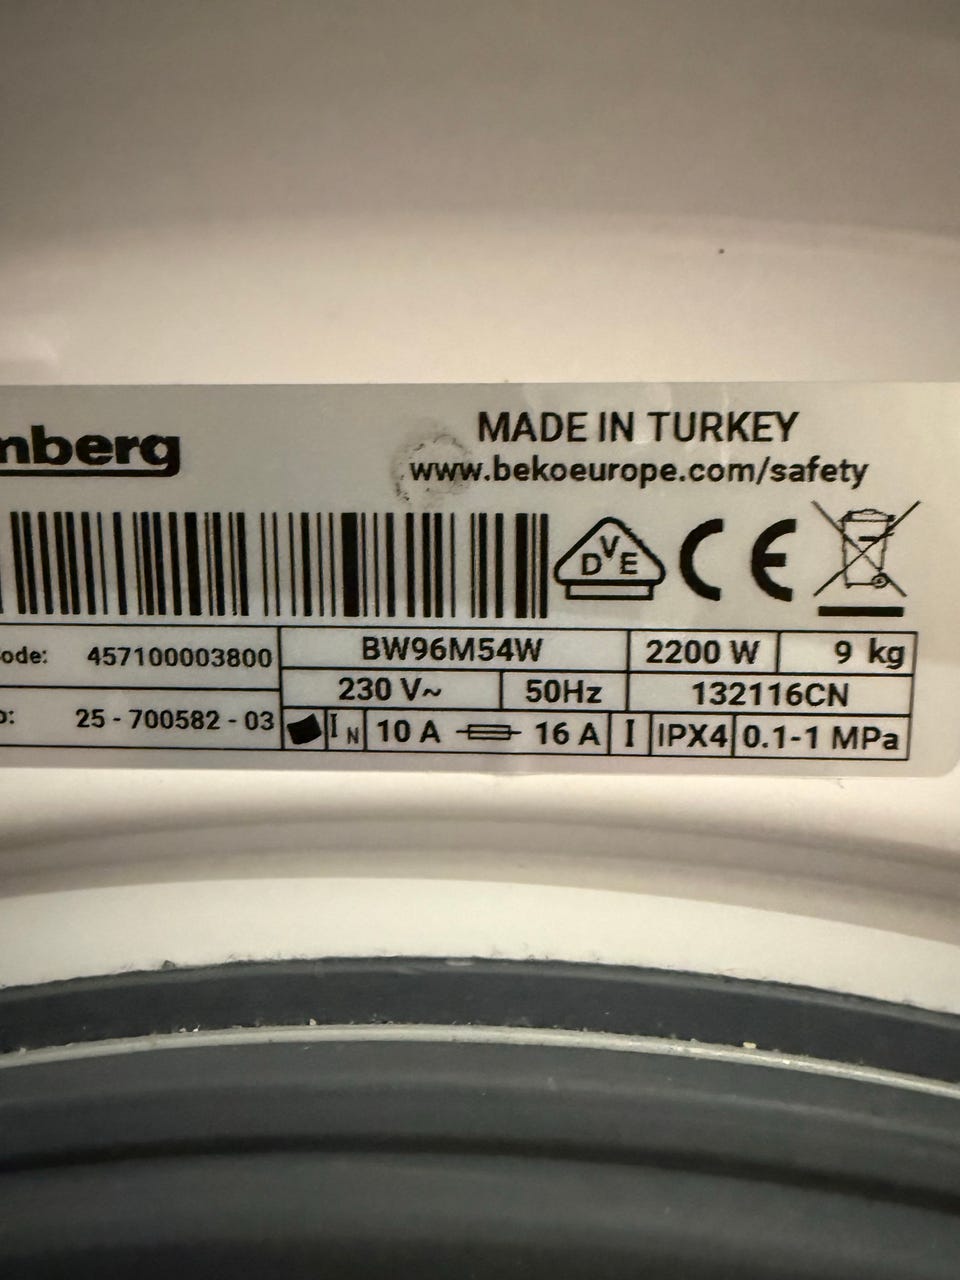 mberg
MADE IN TURKEY
www.bekoeurope.com/safety
DVE
CE
ode: 457100003800
BW96M54W
2200 W
9 kg
230 V~
50Hz
132116CN
o: 25 - 700582 - 03
IN
10 A
16 A
I
IPX4
0.1-1 MPa